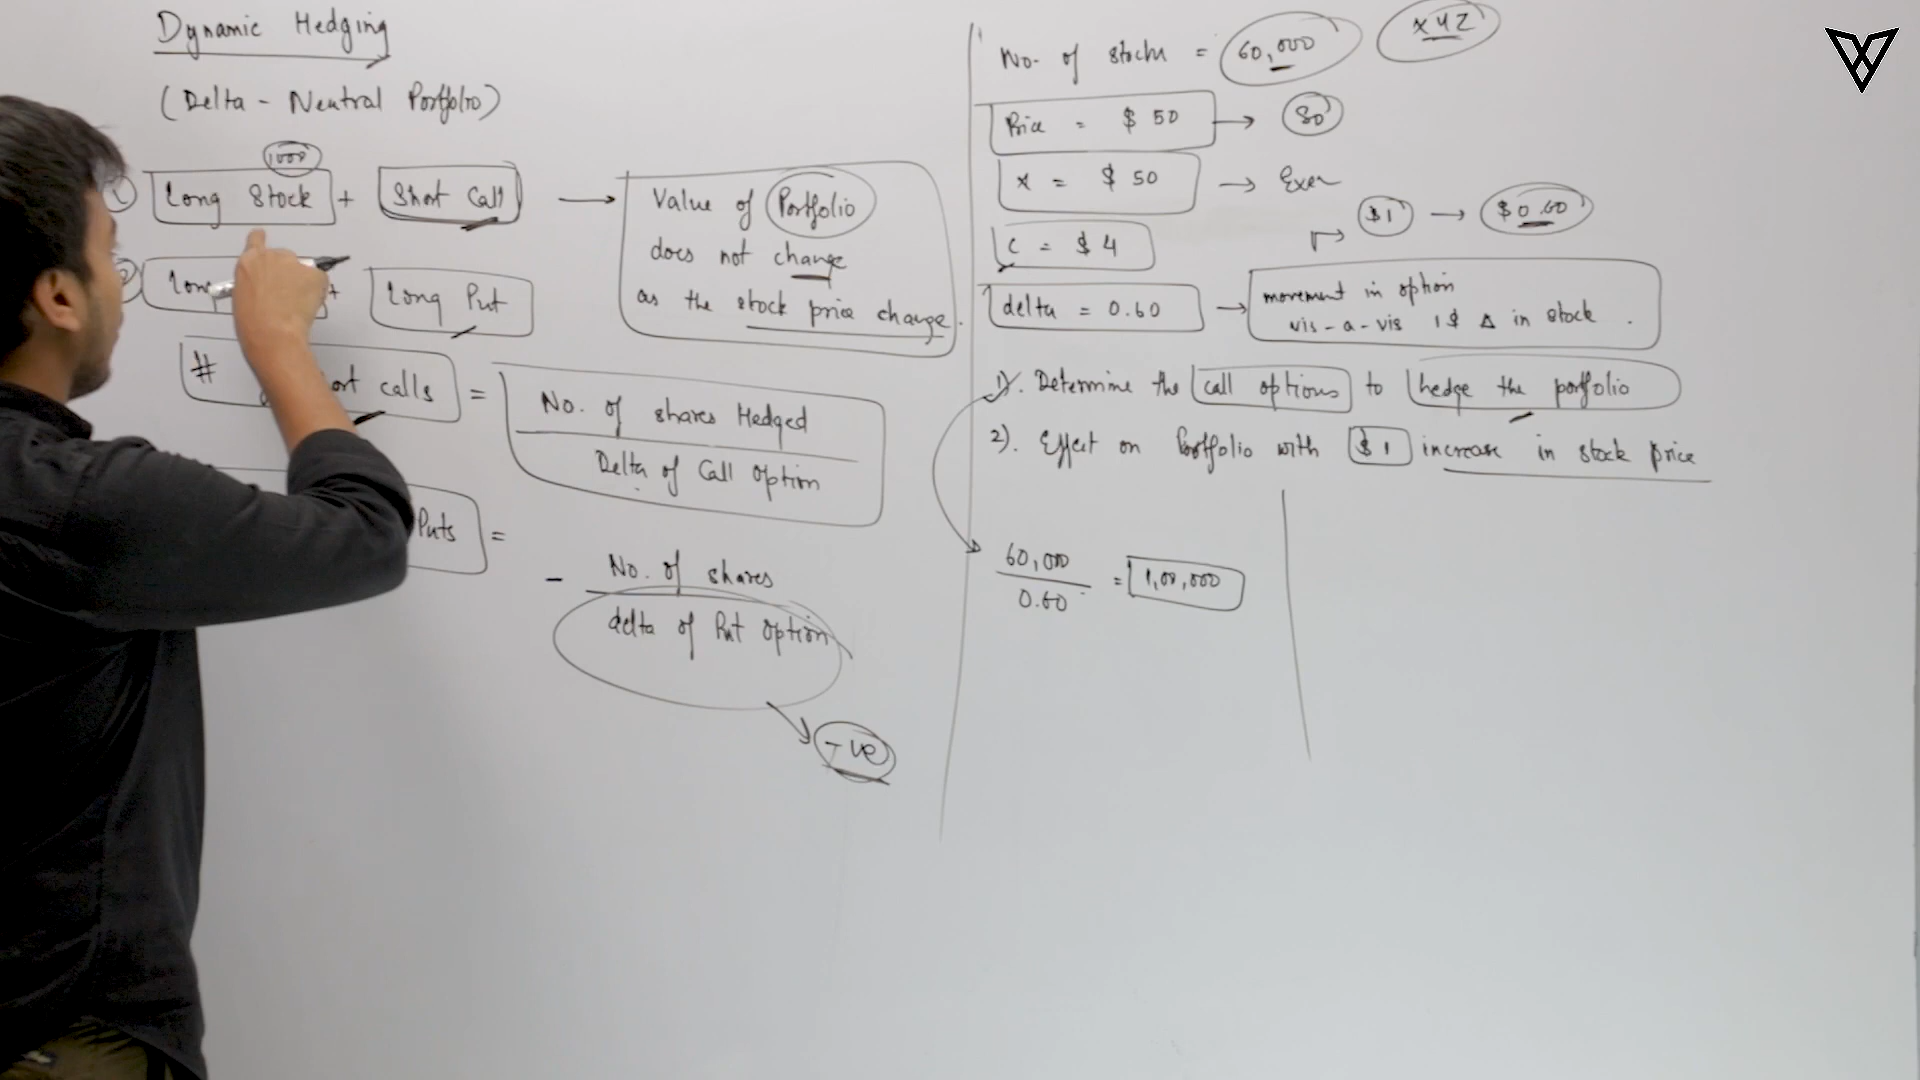 Dynamic Hedging
(Delta - Neutral Portfolio)
1000
1) Long Stock + Short Call → Value of Portfolio
does not change
as the stock price change.
2) Long + Long Put
# short calls = No. of shares Hedged
Delta of Call Option
Puts = - No. of shares
delta of Put Option
-ve
No. of stocks = 60,000 XYZ
Price = $ 50 → 80
X = $ 50 → Exer
C = $ 4
$1 → $0.60
delta = 0.60 → movement in option
vis-a-vis 1$ Δ in stock.
1). Determine the call options to hedge the portfolio
2). Effect on Portfolio with $1 increase in stock price
60,000
0.60
= 1,00,000